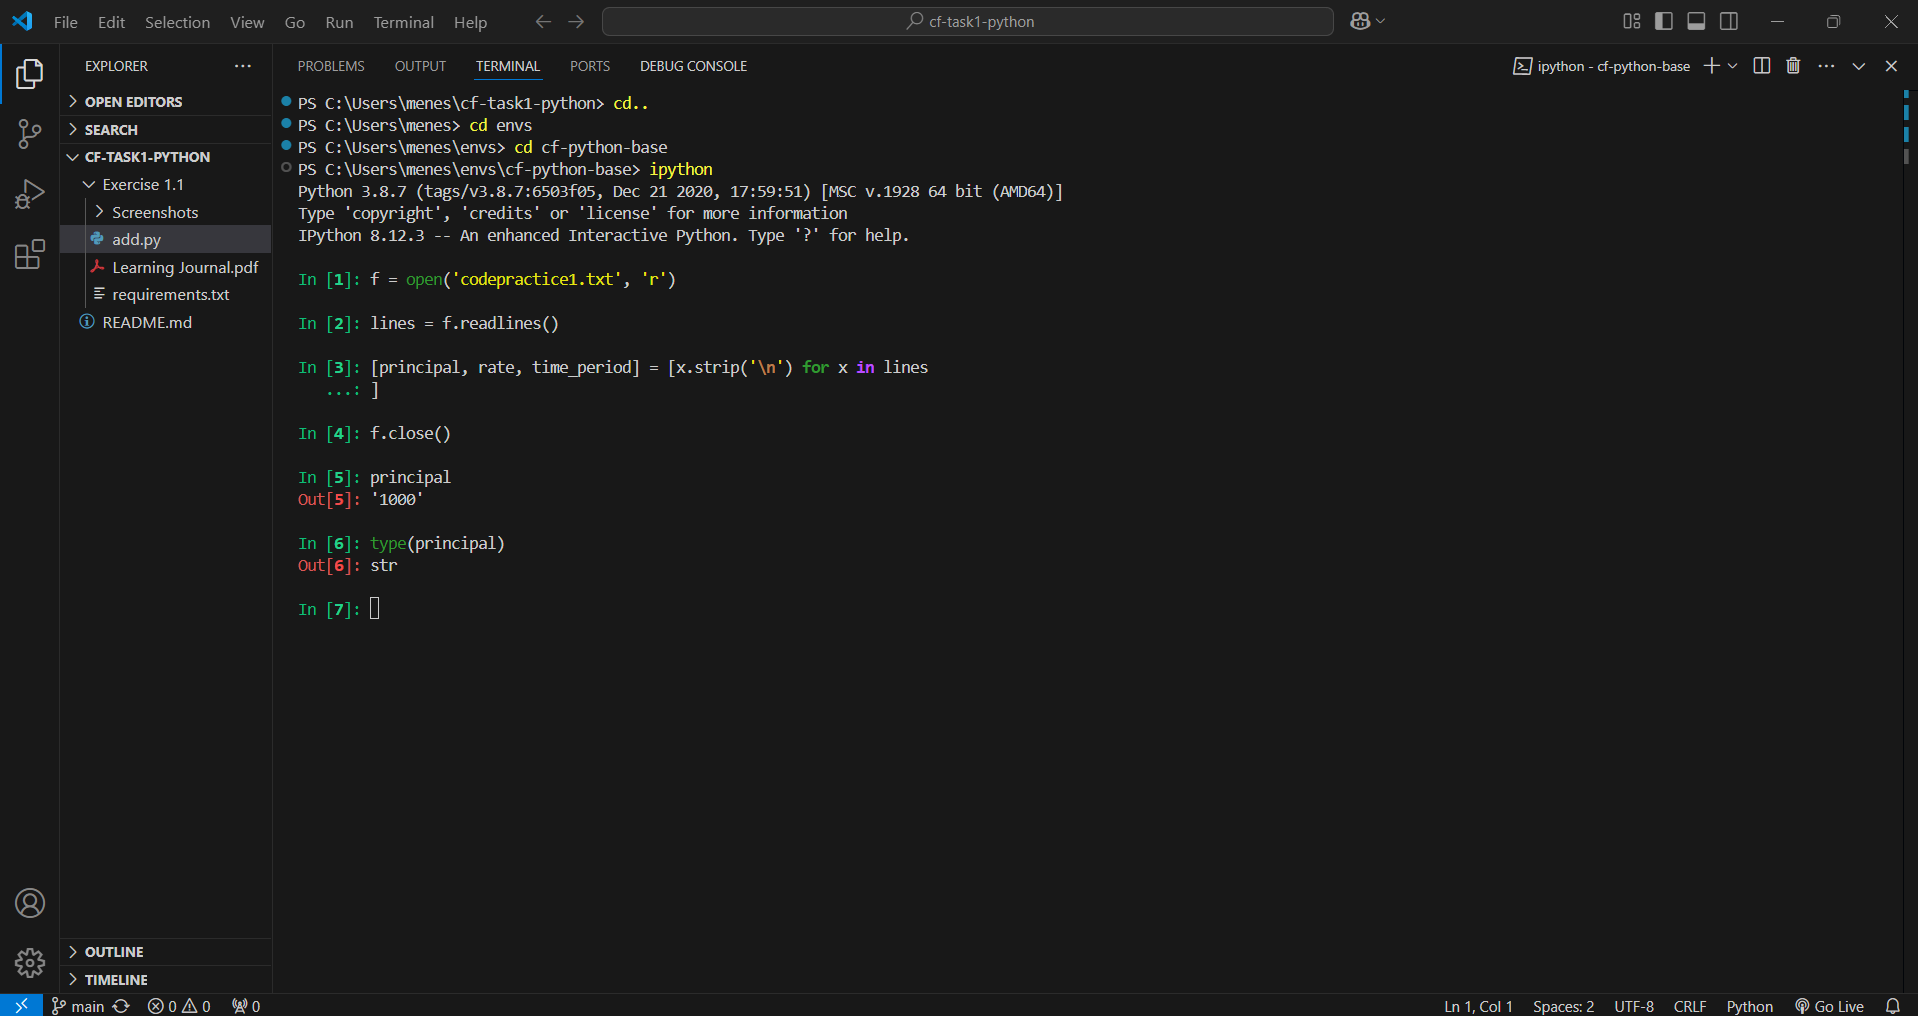 File Edit Selection View Go Run Terminal Help
cf-task1-python
EXPLORER
OPEN EDITORS
SEARCH
CF-TASK1-PYTHON
Exercise 1.1
Screenshots
add.py
Learning Journal.pdf
requirements.txt
README.md
OUTLINE
TIMELINE
PROBLEMS OUTPUT TERMINAL PORTS DEBUG CONSOLE
ipython - cf-python-base
PS C:\Users\menes\cf-task1-python> cd..
PS C:\Users\menes> cd envs
PS C:\Users\menes\envs> cd cf-python-base
PS C:\Users\menes\envs\cf-python-base> ipython
Python 3.8.7 (tags/v3.8.7:6503f05, Dec 21 2020, 17:59:51) [MSC v.1928 64 bit (AMD64)]
Type 'copyright', 'credits' or 'license' for more information
IPython 8.12.3 -- An enhanced Interactive Python. Type '?' for help.
In [1]: f = open('codepractice1.txt', 'r')
In [2]: lines = f.readlines()
In [3]: [principal, rate, time_period] = [x.strip('\n') for x in lines
...: ]
In [4]: f.close()
In [5]: principal
Out[5]: '1000'
In [6]: type(principal)
Out[6]: str
In [7]:
main 0 0 0 Ln 1, Col 1 Spaces: 2 UTF-8 CRLF Python Go Live